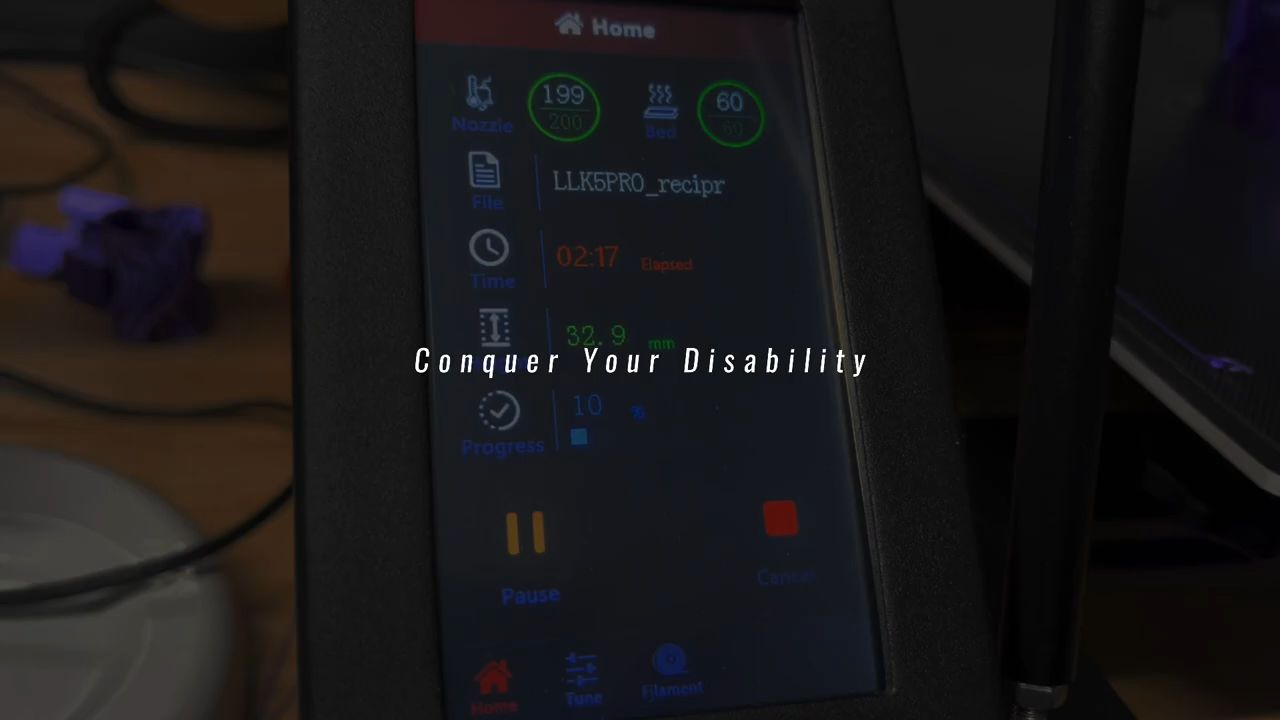 Home
199
200
Nozzle
60
60
Bed
LLK5PRO_recipr
File
02:17 Elapsed
Time
32.9 mm
Conquer Your Disability
10 %
Progress
Pause
Cancel
Home
Tune
Filament